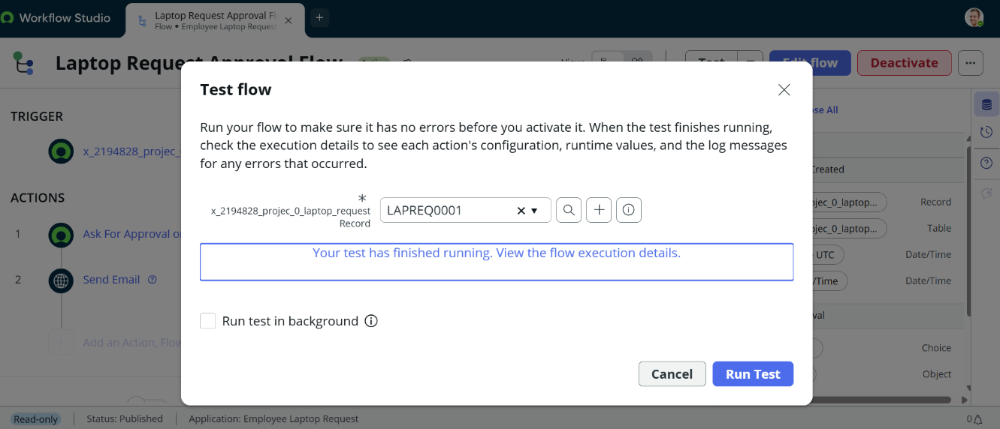 Workflow Studio
Laptop Request Approval Fl
Flow • Employee Laptop Request
Laptop Request Approval Flow
Test
Edit flow
Deactivate
TRIGGER
x_2194828_projec_
ACTIONS
1
Ask For Approval on
2
Send Email
Add an Action, Flow
Test flow
Run your flow to make sure it has no errors before you activate it. When the test finishes running,
check the execution details to see each action's configuration, runtime values, and the log messages
for any errors that occurred.
*
x_2194828_projec_0_laptop_request
Record
LAPREQ0001
Your test has finished running. View the flow execution details.
Run test in background
Cancel
Run Test
All
Created
jec_0_laptop...
Record
jec_0_laptop...
Table
UTC
Date/Time
/Time
Date/Time
Choice
Object
Read-only
Status: Published
Application: Employee Laptop Request
0